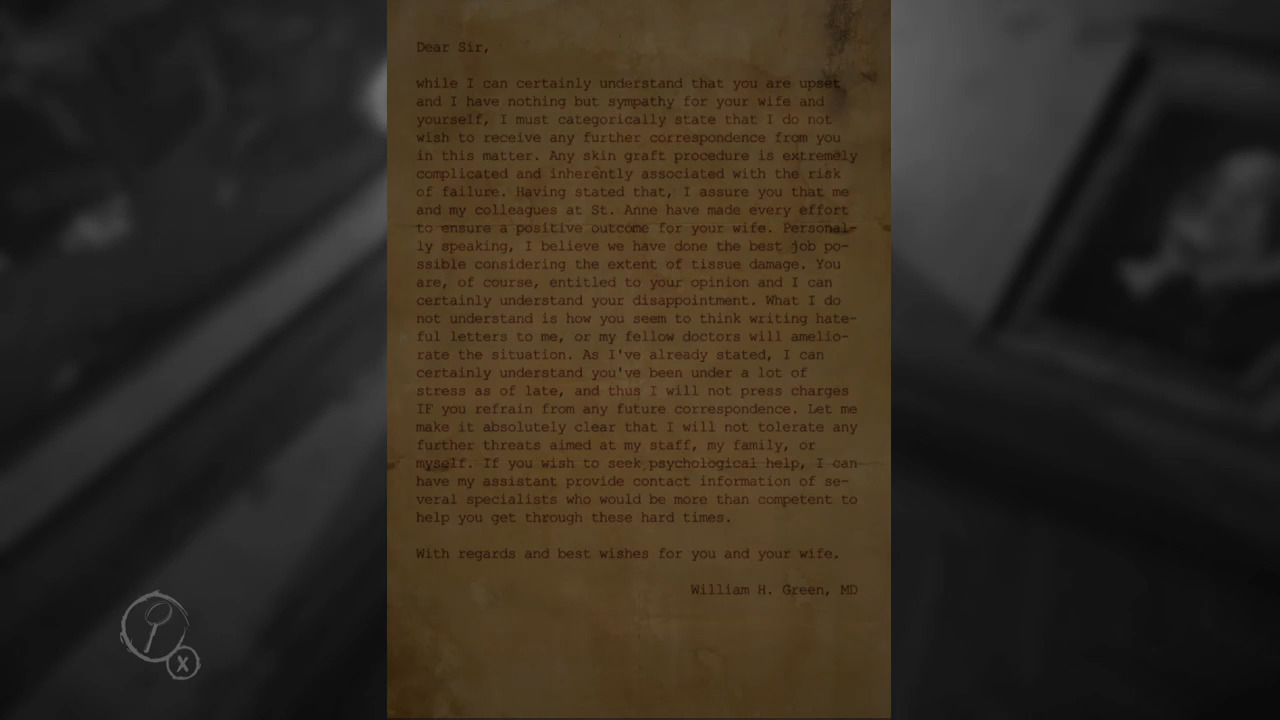 Dear Sir,
while I can certainly understand that you are upset
and I have nothing but sympathy for your wife and
yourself, I must categorically state that I do not
wish to receive any further correspondence from you
in this matter. Any skin graft procedure is extremely
complicated and inherently associated with the risk
of failure. Having stated that, I assure you that me
and my colleagues at St. Anne have made every effort
to ensure a positive outcome for your wife. Personal-
ly speaking, I believe we have done the best job po-
ssible considering the extent of tissue damage. You
are, of course, entitled to your opinion and I can
certainly understand your disappointment. What I do
not understand is how you seem to think writing hate-
ful letters to me, or my fellow doctors will amelio-
rate the situation. As I've already stated, I can
certainly understand you've been under a lot of
stress as of late, and thus I will not press charges
IF you refrain from any future correspondence. Let me
make it absolutely clear that I will not tolerate any
further threats aimed at my staff, my family, or
myself. If you wish to seek psychological help, I can
have my assistant provide contact information of se-
veral specialists who would be more than competent to
help you get through these hard times.
With regards and best wishes for you and your wife,
William H. Green, MD
X